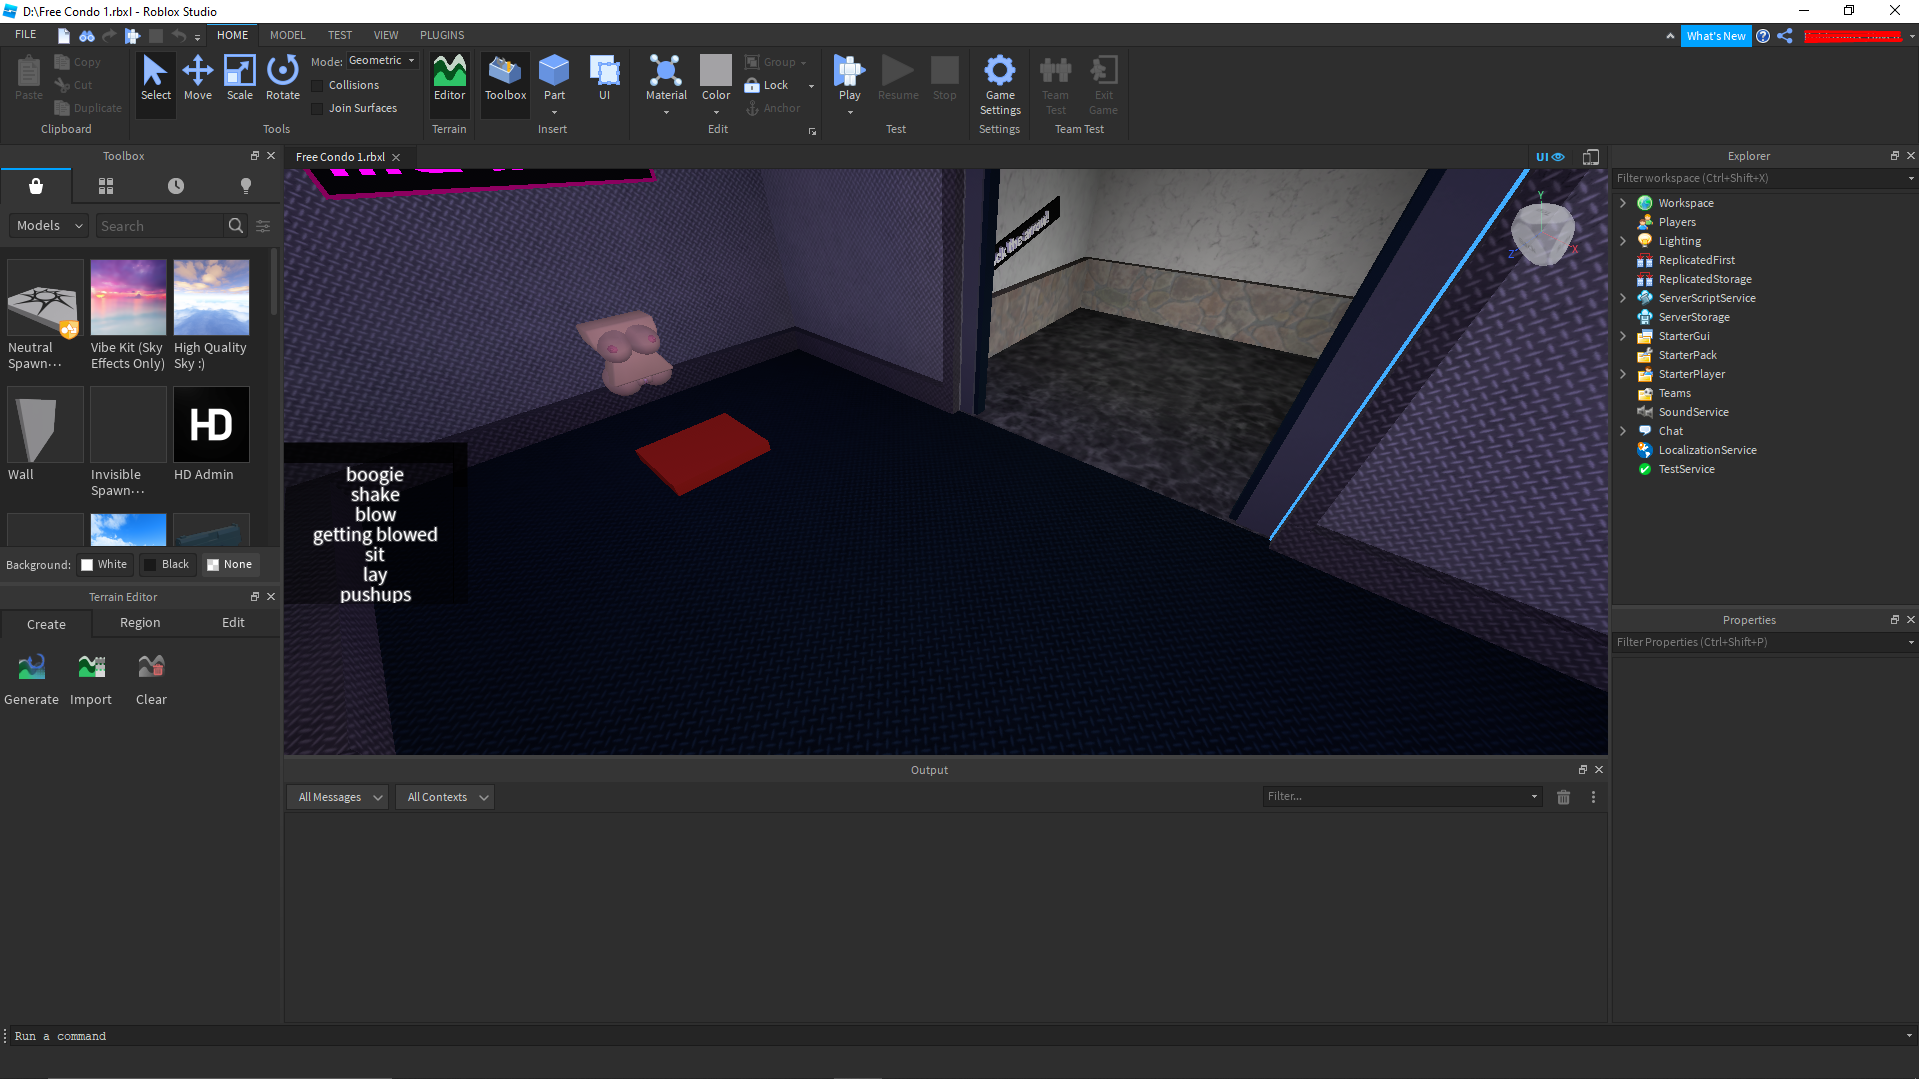 D:\Free Condo 1.rbxl - Roblox Studio
FILE
HOME
MODEL
TEST
VIEW
PLUGINS
What's New
Paste
Copy
Cut
Duplicate
Clipboard
Select
Move
Scale
Rotate
Mode: Geometric
Collisions
Join Surfaces
Tools
Editor
Terrain
Toolbox
Part
UI
Insert
Material
Color
Group
Lock
Anchor
Edit
Play
Resume
Stop
Test
Game
Settings
Settings
Team
Test
Exit
Game
Team Test
Toolbox
Models
Search
Neutral
Spawn...
Vibe Kit (Sky
Effects Only)
High Quality
Sky :)
Wall
Invisible
Spawn...
HD
HD Admin
Background:
White
Black
None
Terrain Editor
Create
Region
Edit
Generate
Import
Clear
Free Condo 1.rbxl
UI
Y
Z
X
boogie
shake
blow
getting blowed
sit
lay
pushups
Output
All Messages
All Contexts
Filter...
Explorer
Filter workspace (Ctrl+Shift+X)
Workspace
Players
Lighting
ReplicatedFirst
ReplicatedStorage
ServerScriptService
ServerStorage
StarterGui
StarterPack
StarterPlayer
Teams
SoundService
Chat
LocalizationService
TestService
Properties
Filter Properties (Ctrl+Shift+P)
Run a command